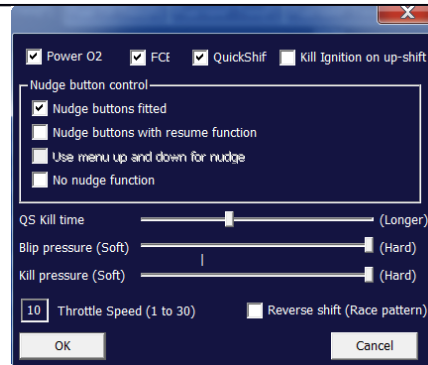 Power O2 FCE QuickShif Kill Ignition on up-shift
Nudge button control
Nudge buttons fitted
Nudge buttons with resume function
Use menu up and down for nudge
No nudge function
QS Kill time (Longer)
Blip pressure (Soft) (Hard)
Kill pressure (Soft) (Hard)
10 Throttle Speed (1 to 30) Reverse shift (Race pattern)
OK Cancel